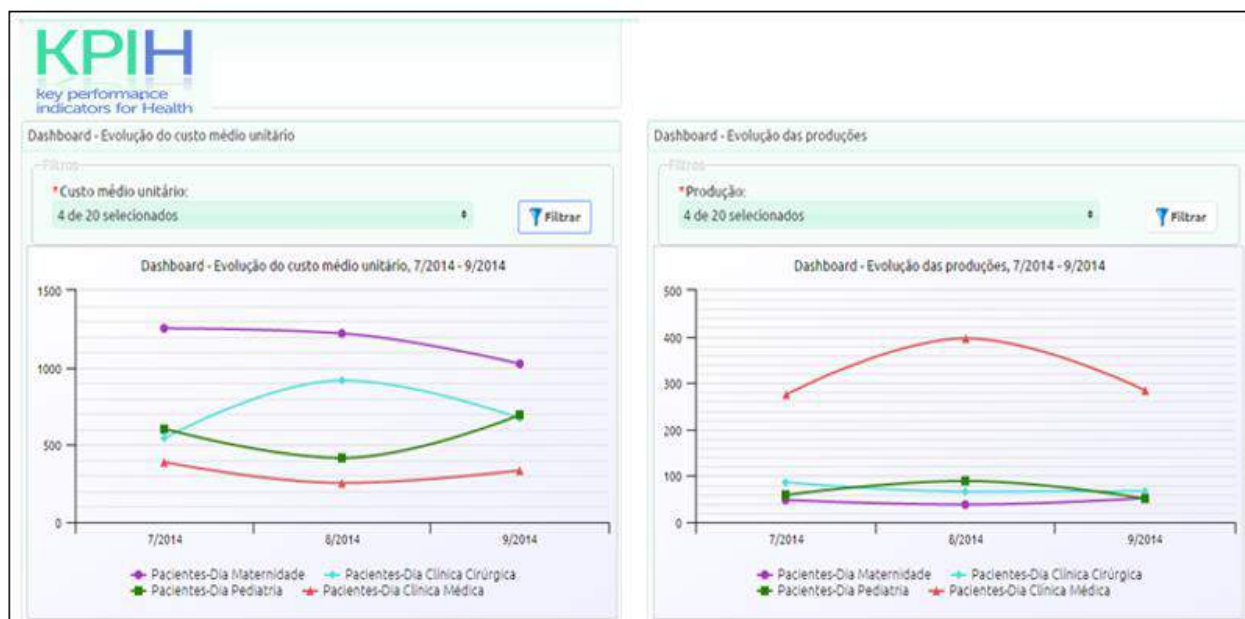 KPIH
key performance
indicators for Health
Dashboard - Evolução do custo médio unitário
Filtros
*Custo médio unitário:
4 de 20 selecionados
Filtrar
Dashboard - Evolução do custo médio unitário, 7/2014 - 9/2014
1500
1000
500
0
7/2014 8/2014 9/2014
Pacientes-Dia Maternidade Pacientes-Dia Clínica Cirúrgica
Pacientes-Dia Pediatria Pacientes-Dia Clínica Médica
Dashboard - Evolução das produções
Filtros
*Produção:
4 de 20 selecionados
Filtrar
Dashboard - Evolução das produções, 7/2014 - 9/2014
500
400
300
200
100
0
7/2014 8/2014 9/2014
Pacientes-Dia Maternidade Pacientes-Dia Clínica Cirúrgica
Pacientes-Dia Pediatria Pacientes-Dia Clínica Médica